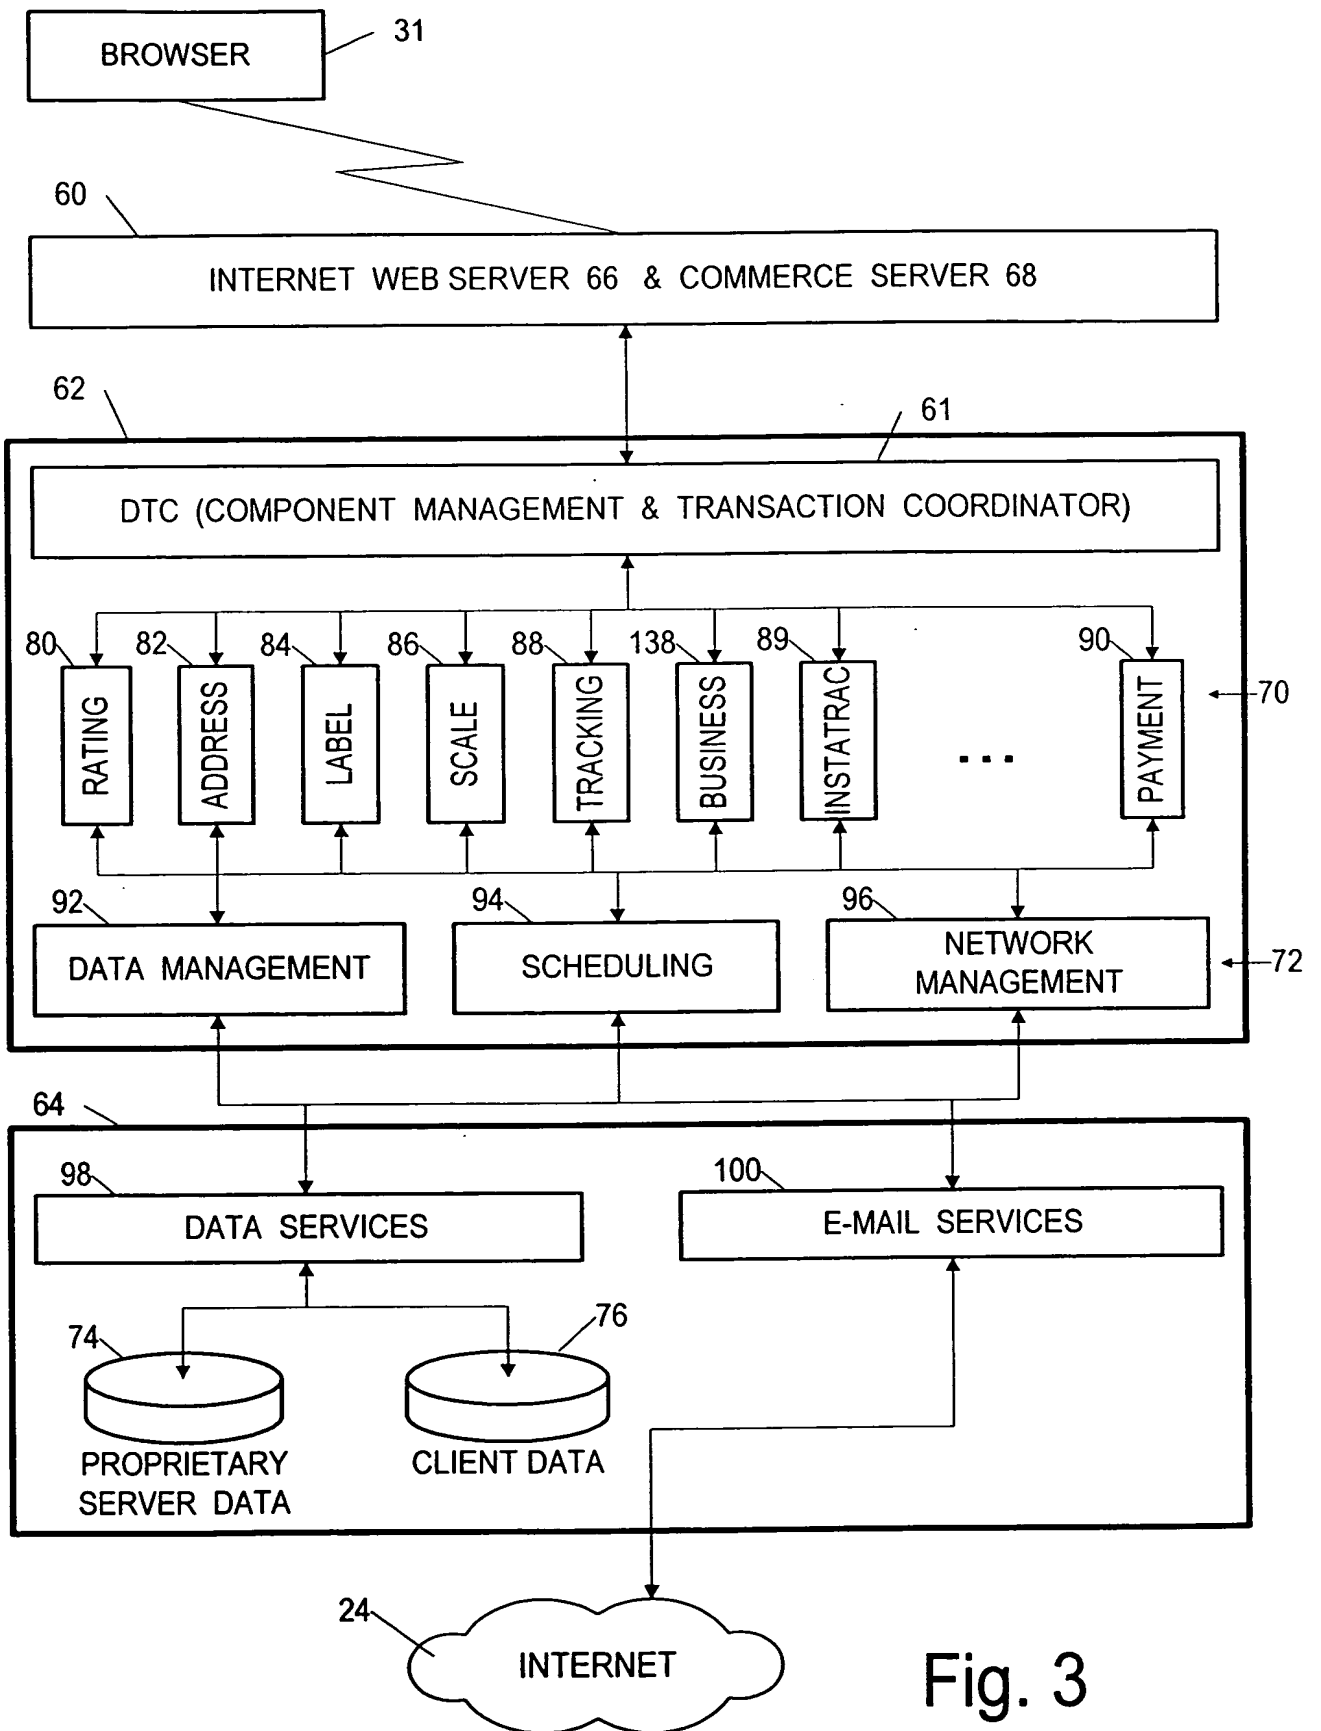 BROWSER
31
60
INTERNET WEB SERVER 66 & COMMERCE SERVER 68
62
61
DTC (COMPONENT MANAGEMENT & TRANSACTION COORDINATOR)
80
82
84
86
88
138
89
90
RATING
ADDRESS
LABEL
SCALE
TRACKING
BUSINESS
INSTATRAC
...
PAYMENT
70
92
94
96
DATA MANAGEMENT
SCHEDULING
NETWORK
MANAGEMENT
72
64
98
100
DATA SERVICES
E-MAIL SERVICES
74
76
PROPRIETARY
SERVER DATA
CLIENT DATA
24
INTERNET
Fig. 3